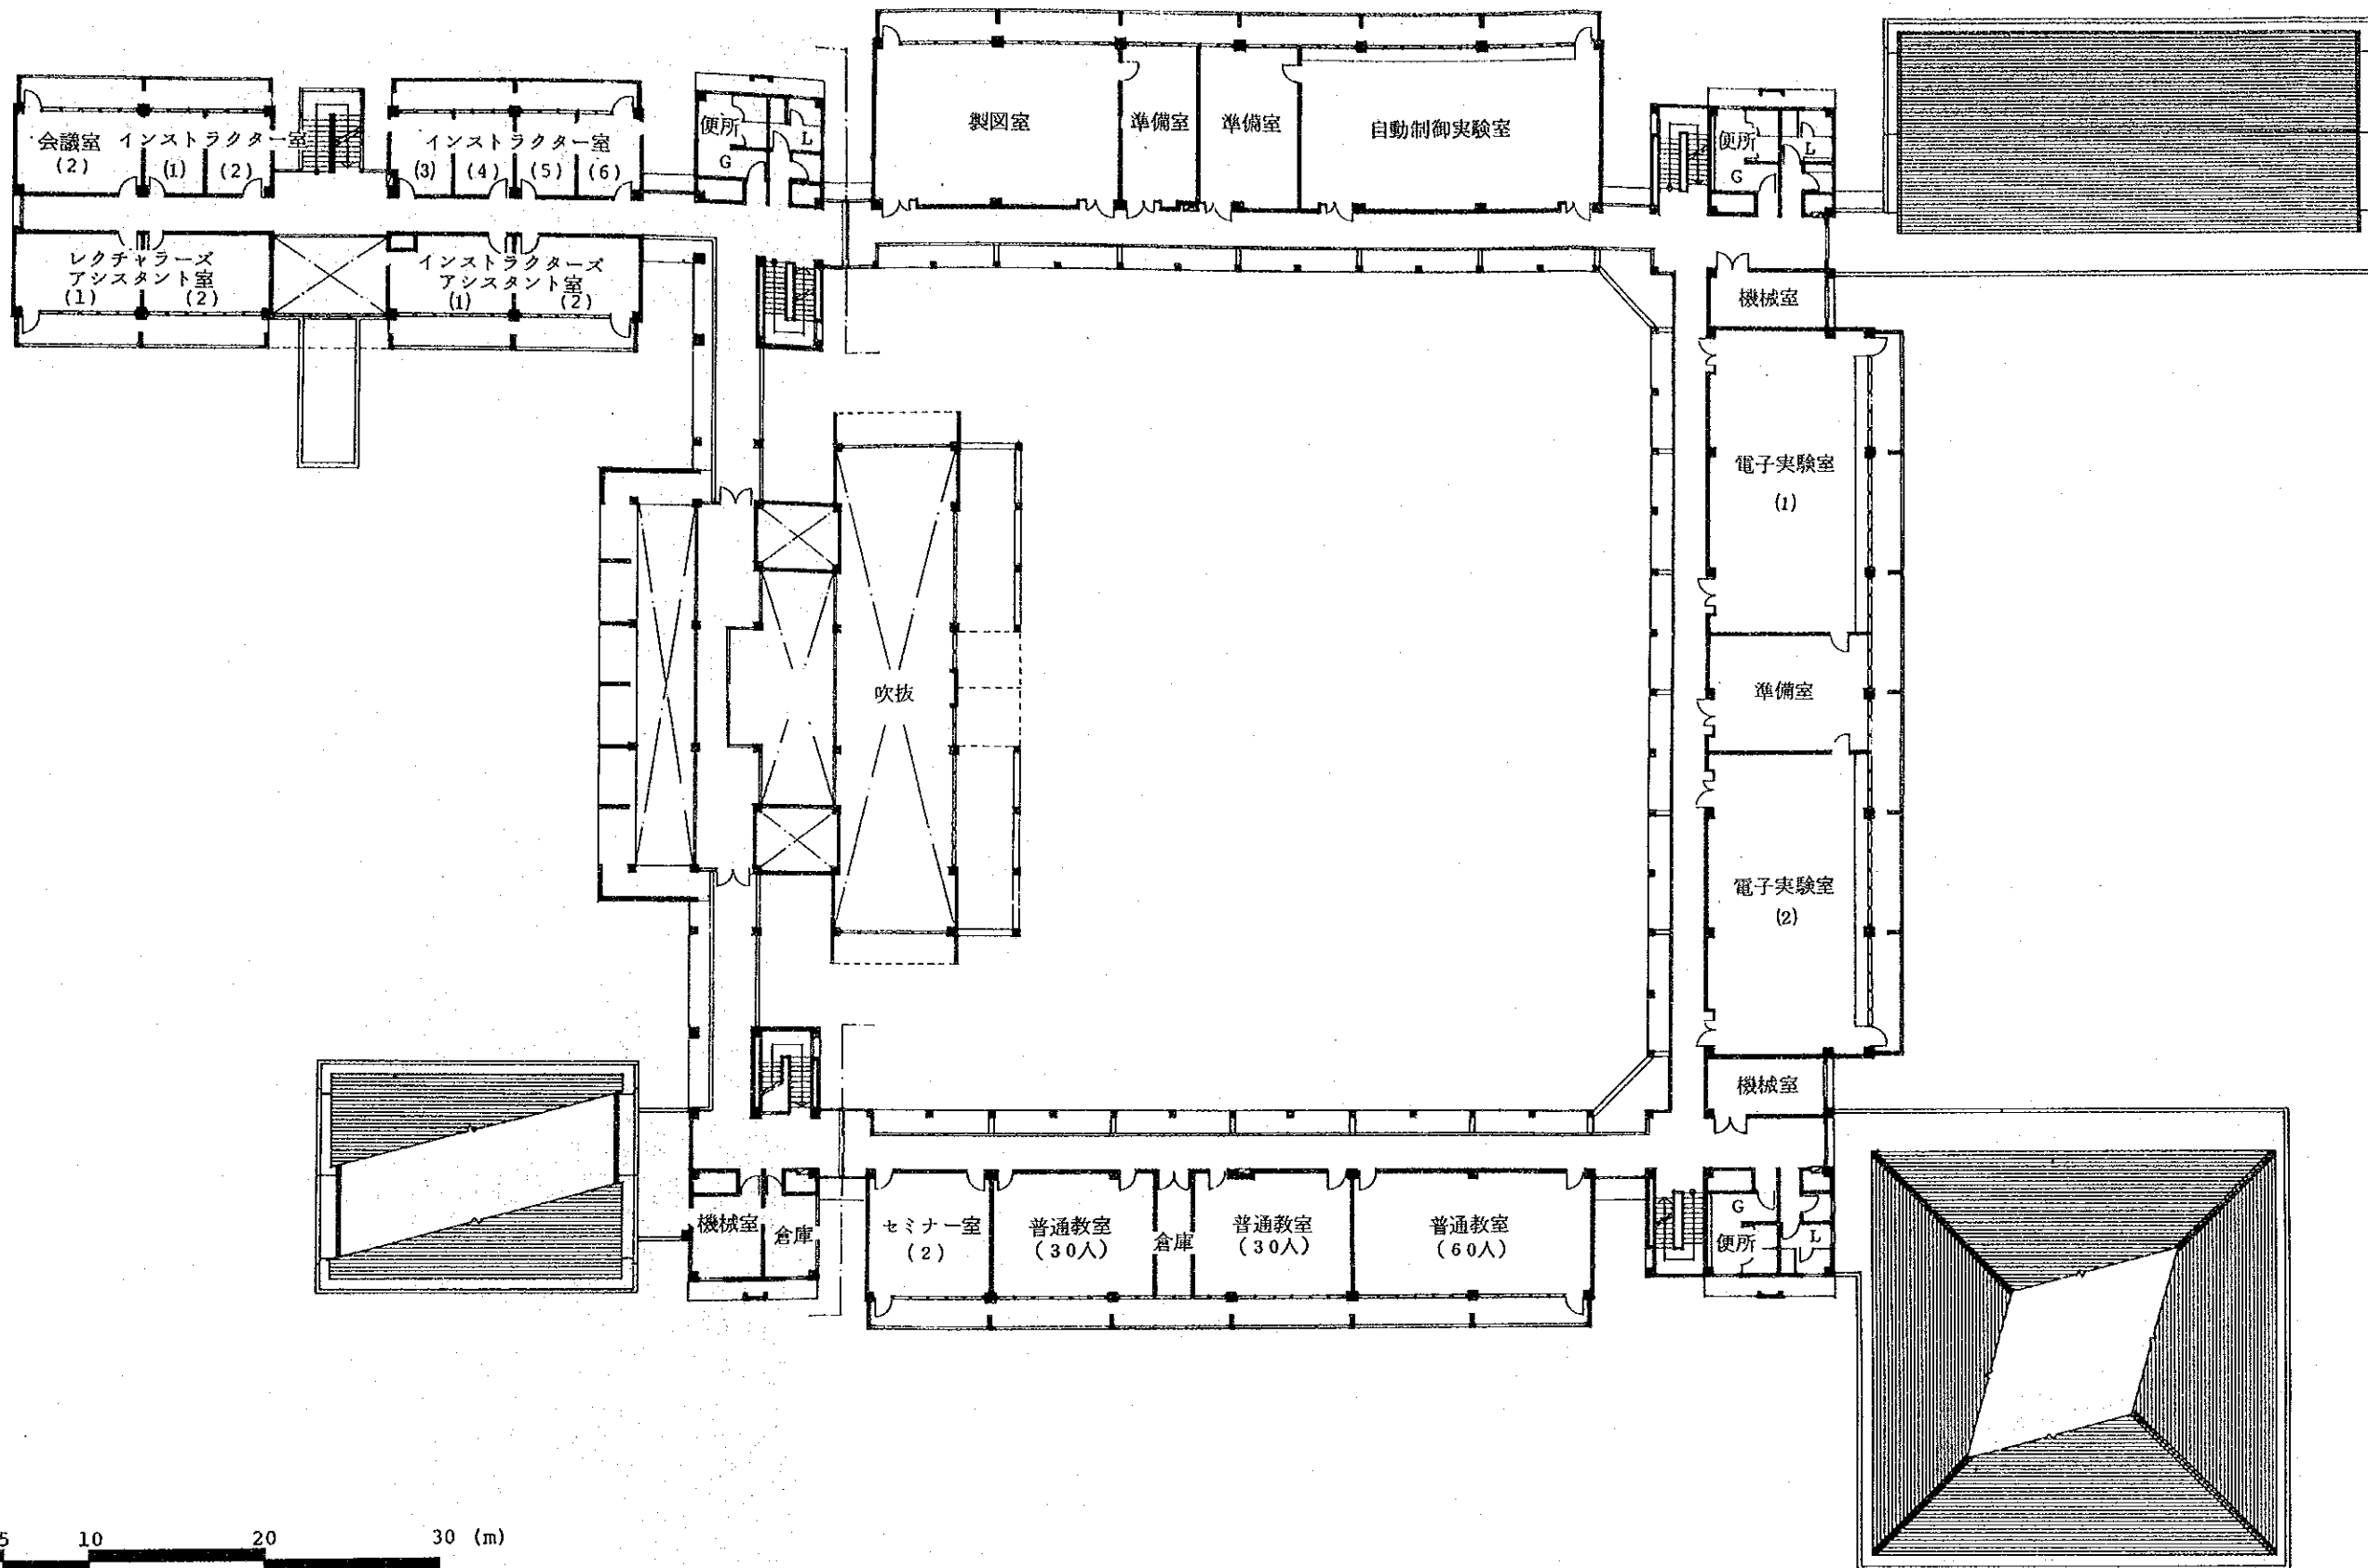 製図室
準備室
準備室
自動制御実験室
便所
L
G
便所
L
G
会議室
(2)
インストラクター室
(1)
(2)
インストラクター室
(3)
(4)
(5)
(6)
レクチャラーズ
アシスタント室
(1)
(2)
インストラクターズ
アシスタント室
(1)
(2)
機械室
電子実験室
(1)
吹抜
準備室
電子実験室
(2)
機械室
機械室
倉庫
セミナー室
(2)
普通教室
(30人)
倉庫
普通教室
(30人)
普通教室
(60人)
G
便所
L
5 10 20 30 (m)